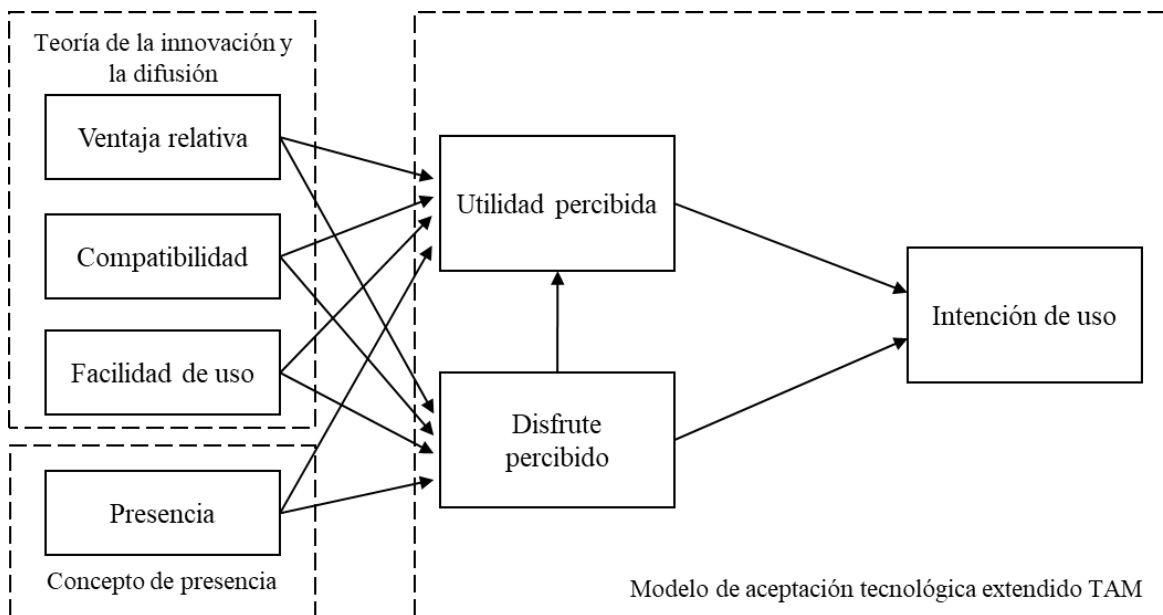 Teoría de la innovación y
la difusión
Ventaja relativa
Compatibilidad
Facilidad de uso
Presencia
Concepto de presencia
Utilidad percibida
Disfrute
percibido
Intención de uso
Modelo de aceptación tecnológica extendido TAM